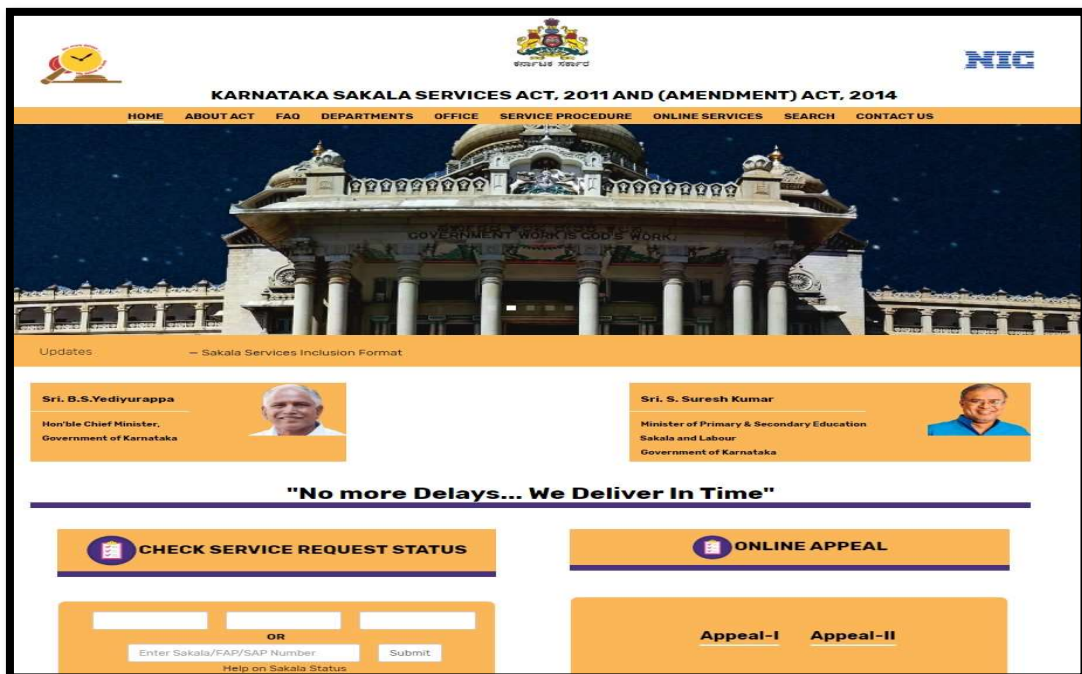 ಕರ್ನಾಟಕ ಸರ್ಕಾರ
NIC
KARNATAKA SAKALA SERVICES ACT, 2011 AND (AMENDMENT) ACT, 2014
HOME ABOUT ACT FAQ DEPARTMENTS OFFICE SERVICE PROCEDURE ONLINE SERVICES SEARCH CONTACT US
GOVERNMENT WORK IS GOD'S WORK
Updates – Sakala Services Inclusion Format
Sri. B.S.Yediyurappa
Hon'ble Chief Minister,
Government of Karnataka
Sri. S. Suresh Kumar
Minister of Primary & Secondary Education
Sakala and Labour
Government of Karnataka
"No more Delays... We Deliver In Time"
CHECK SERVICE REQUEST STATUS
OR
Enter Sakala/FAP/SAP Number Submit
Help on Sakala Status
ONLINE APPEAL
Appeal-I Appeal-II